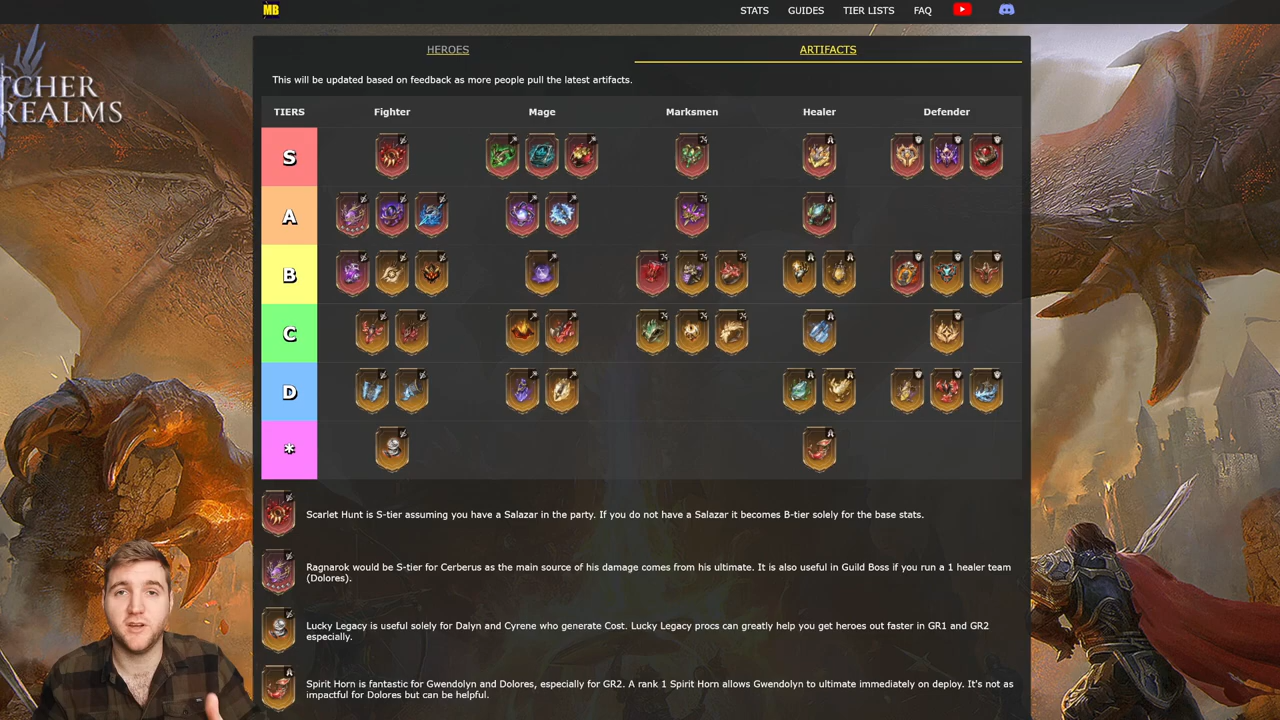 MB
STATS
GUIDES
TIER LISTS
FAQ
TCHER
REALMS
HEROES
ARTIFACTS
This will be updated based on feedback as more people pull the latest artifacts.
TIERS
Fighter
Mage
Marksmen
Healer
Defender
S
A
B
C
D
*
Scarlet Hunt is S-tier assuming you have a Salazar in the party. If you do not have a Salazar it becomes B-tier solely for the base stats.
Ragnarok would be S-tier for Cerberus as the main source of his damage comes from his ultimate. It is also useful in Guild Boss if you run a 1 healer team
(Dolores).
Lucky Legacy is useful solely for Dalyn and Cyrene who generate Cost. Lucky Legacy procs can greatly help you get heroes out faster in GR1 and GR2
especially.
Spirit Horn is fantastic for Gwendolyn and Dolores, especially for GR2. A rank 1 Spirit Horn allows Gwendolyn to ultimate immediately on deploy. It's not as
impactful for Dolores but can be helpful.